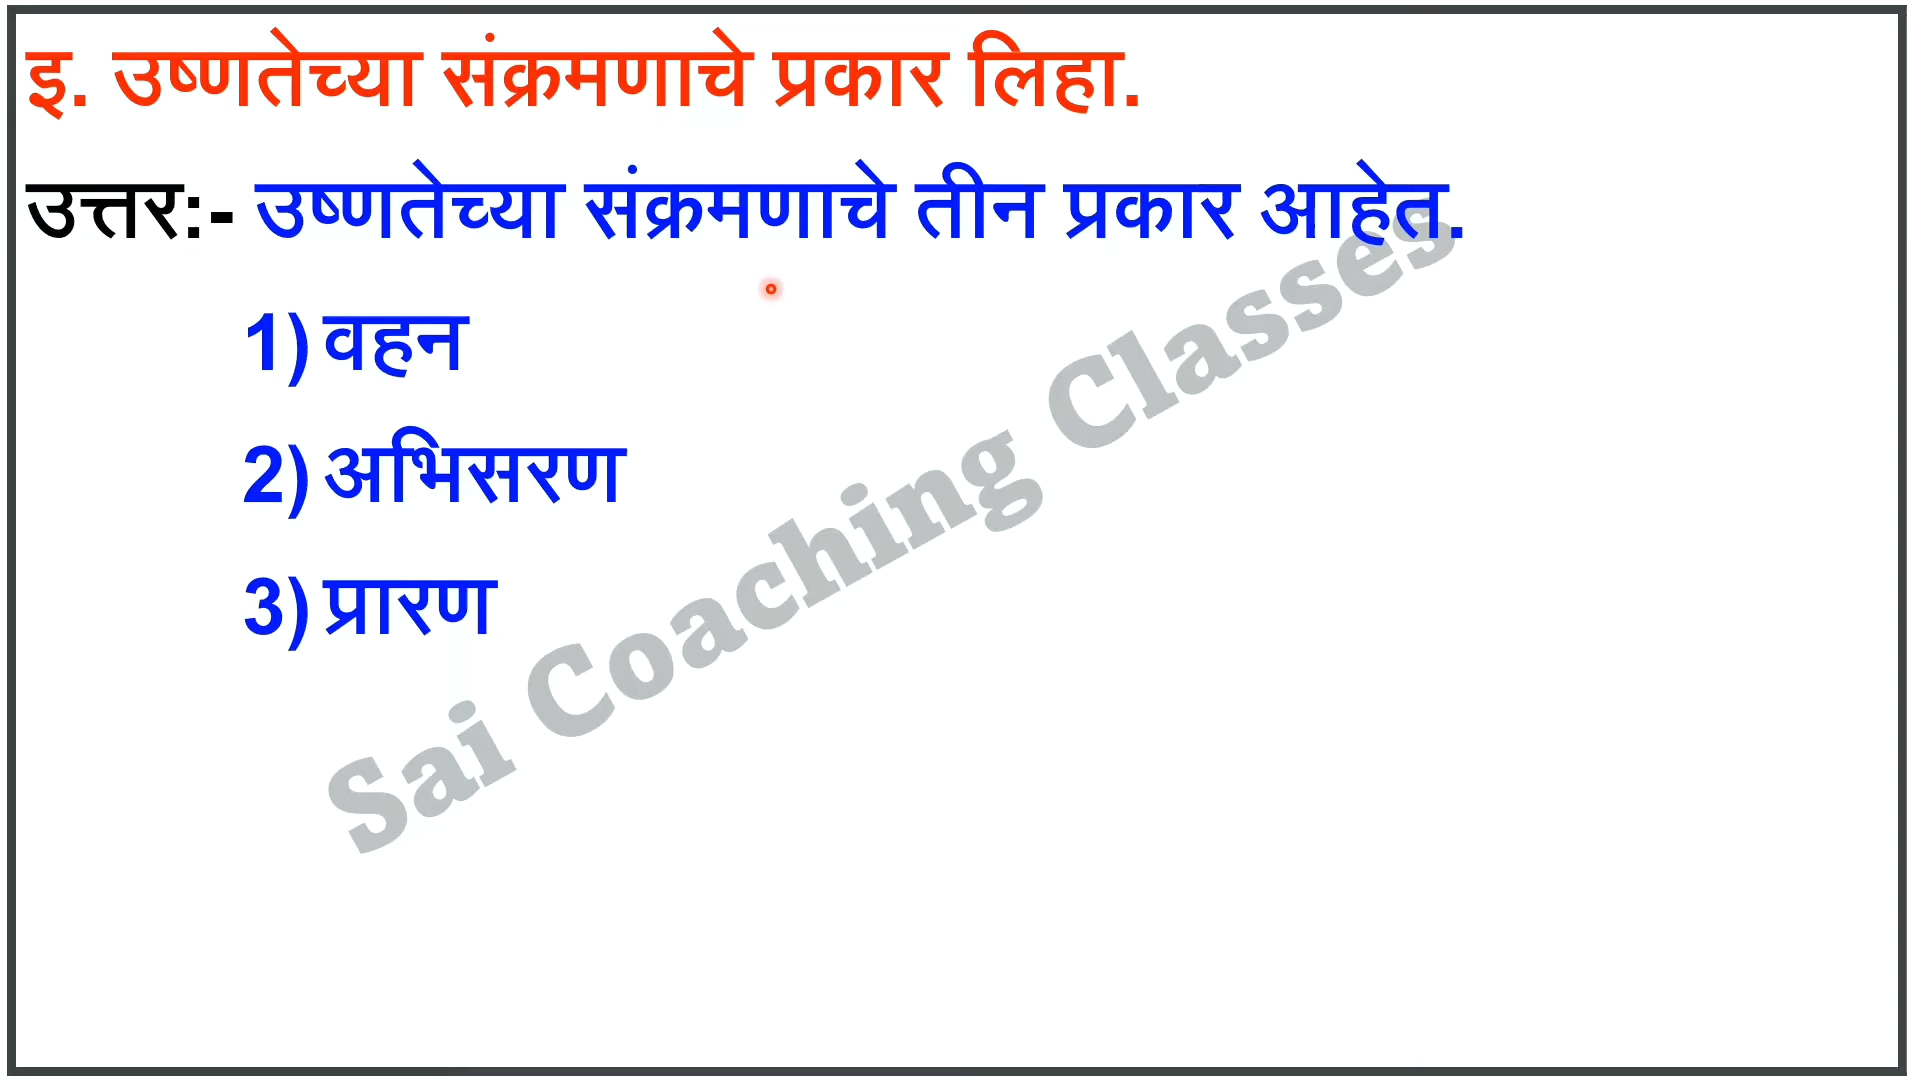 इ. उष्णतेच्या संक्रमणाचे प्रकार लिहा.
उत्तर:- उष्णतेच्या संक्रमणाचे तीन प्रकार आहेत.
1) वहन
2) अभिसरण
3) प्रारण
Sai Coaching Classes